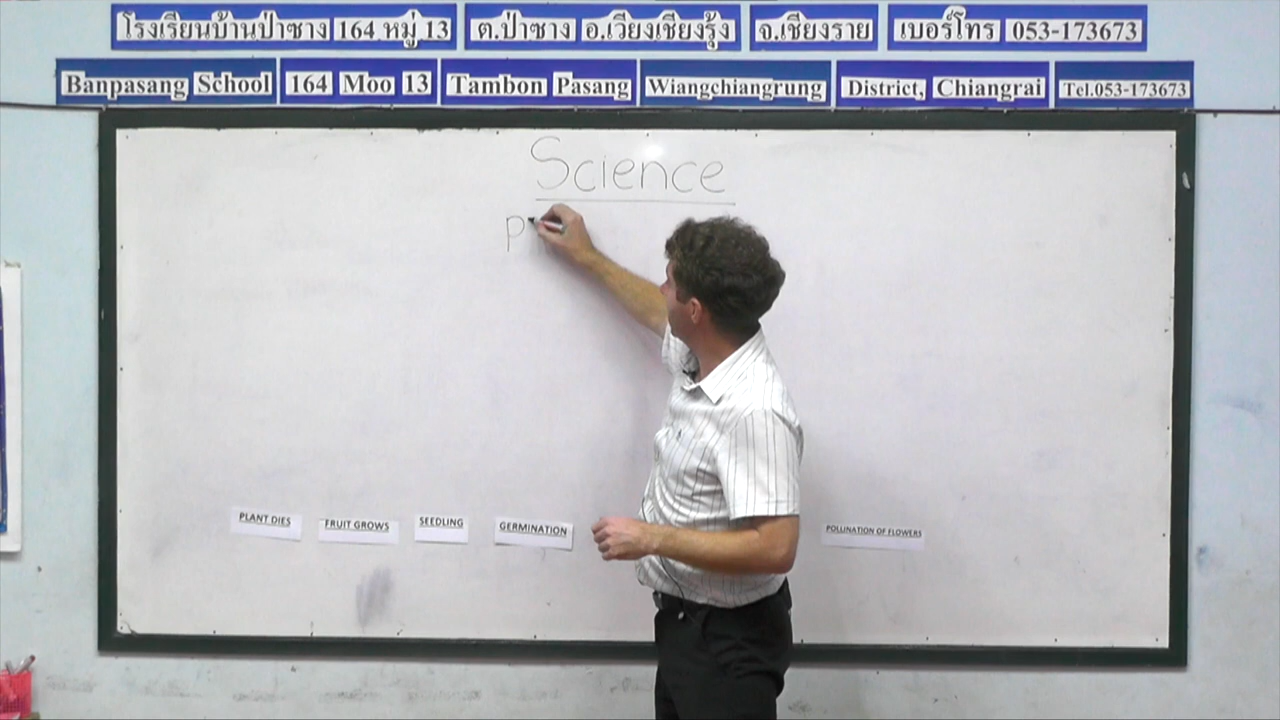 โรงเรียนบ้านป่าซาง 164 หมู่ 13 ต.ป่าซาง อ.เวียงเชียงรุ้ง จ.เชียงราย เบอร์โทร 053-173673
Banpasang School 164 Moo 13 Tambon Pasang Wiangchiangrung District, Chiangrai Tel.053-173673
Science
P
PLANT DIES FRUIT GROWS SEEDLING GERMINATION POLLINATION OF FLOWERS